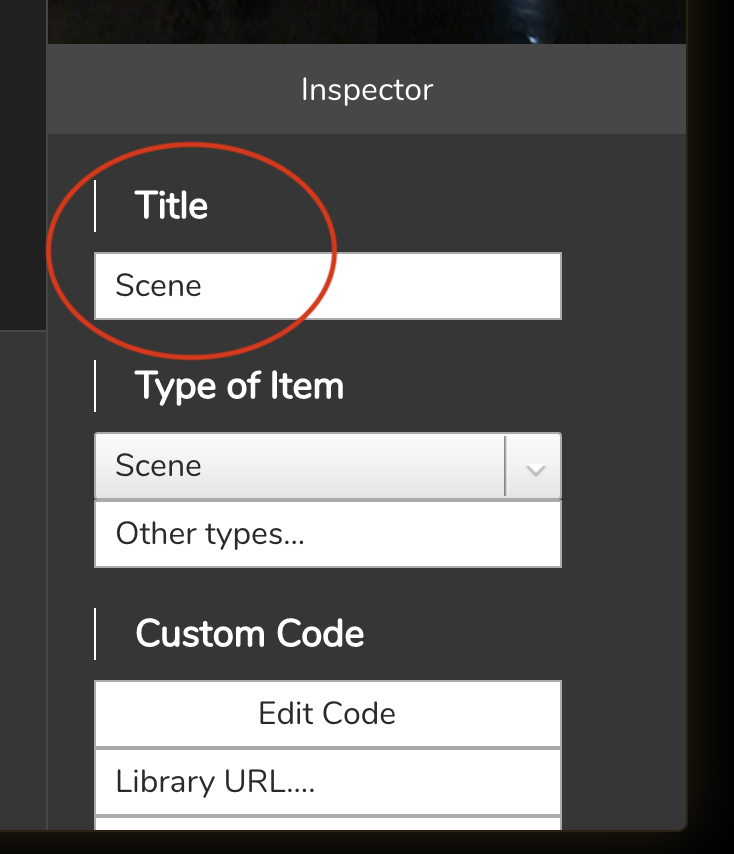 Inspector
Title
Scene
Type of Item
Scene
Other types...
Custom Code
Edit Code
Library URL....